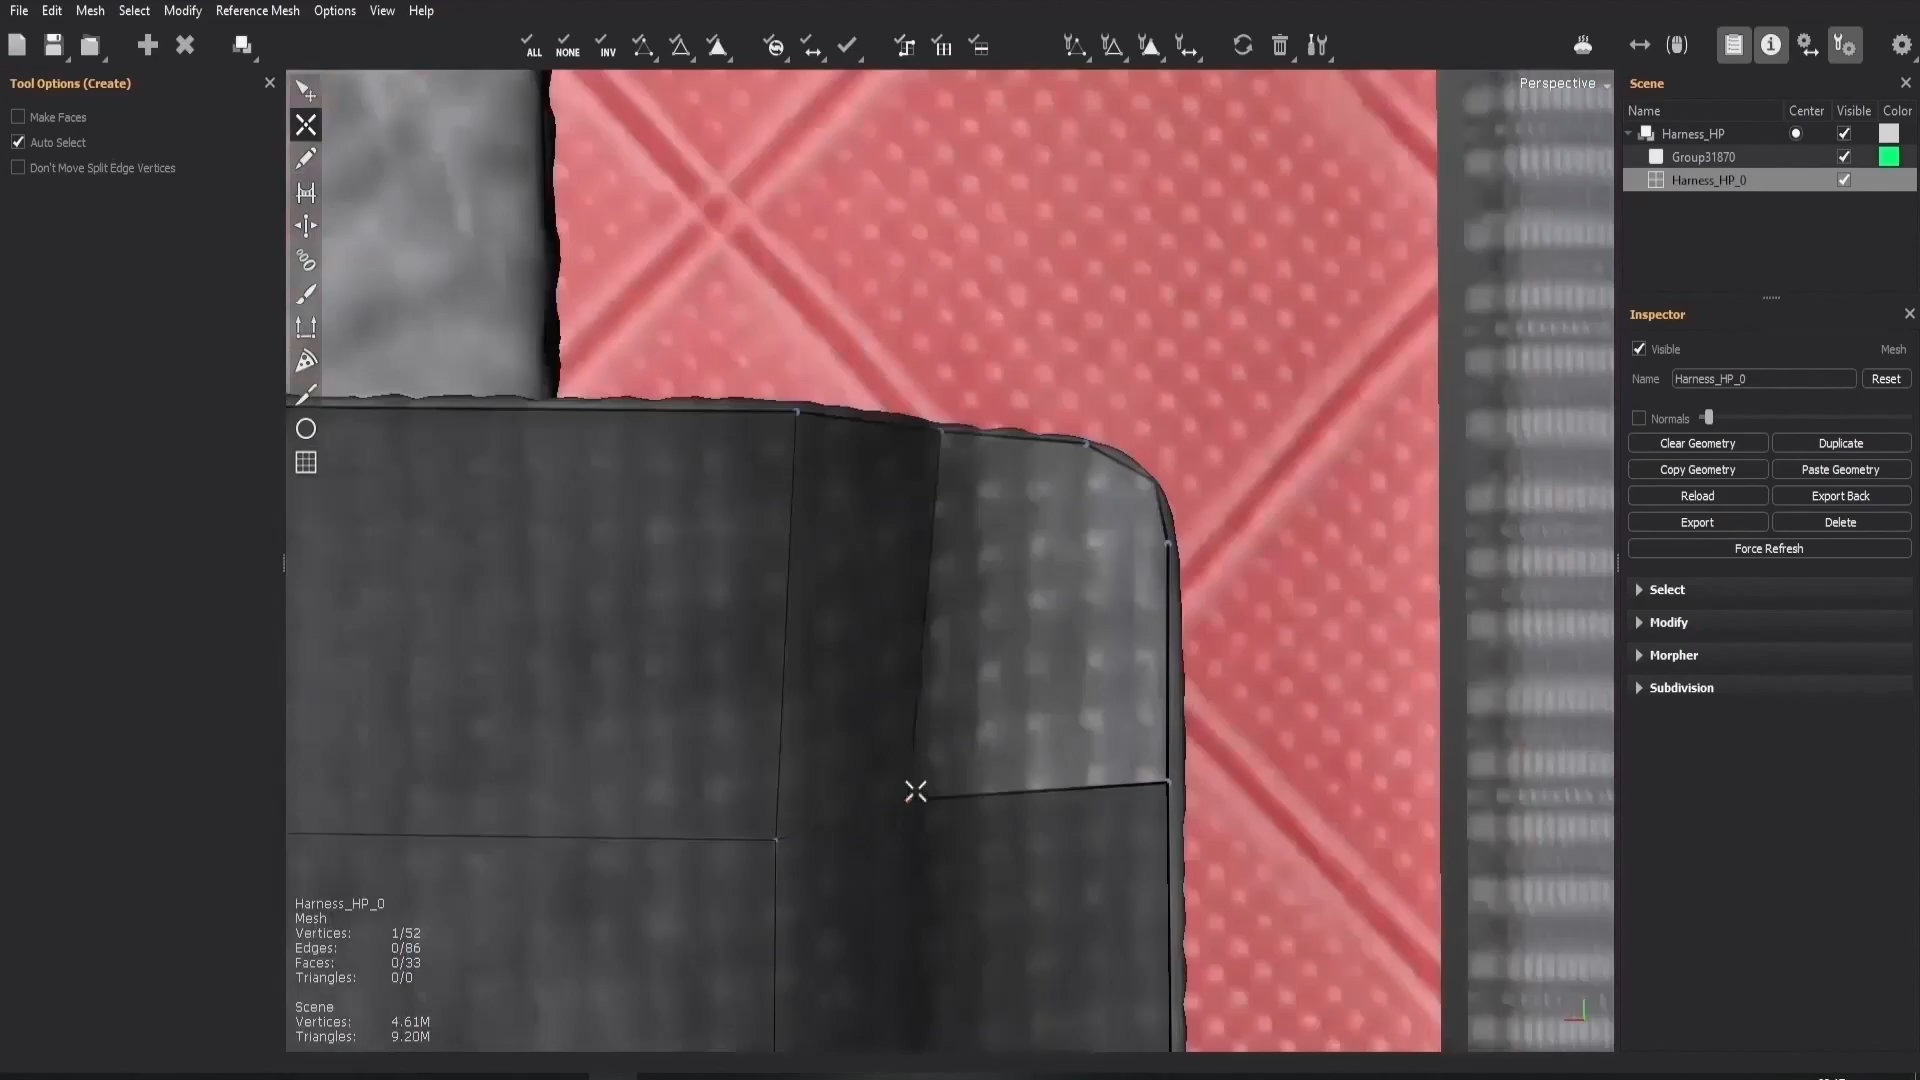 File Edit Mesh Select Modify Reference Mesh Options View Help
ALL NONE INV
Tool Options (Create)
Make Faces
Auto Select
Don't Move Split Edge Vertices
Perspective
Harness_HP_0
Mesh
Vertices: 1/52
Edges: 0/86
Faces: 0/33
Triangles: 0/0
Scene
Vertices: 4.61M
Triangles: 9.20M
Scene
Name Center Visible Color
Harness_HP
Group31870
Harness_HP_0
Inspector
Visible Mesh
Name Harness_HP_0 Reset
Normals
Clear Geometry Duplicate
Copy Geometry Paste Geometry
Reload Export Back
Export Delete
Force Refresh
Select
Modify
Morpher
Subdivision